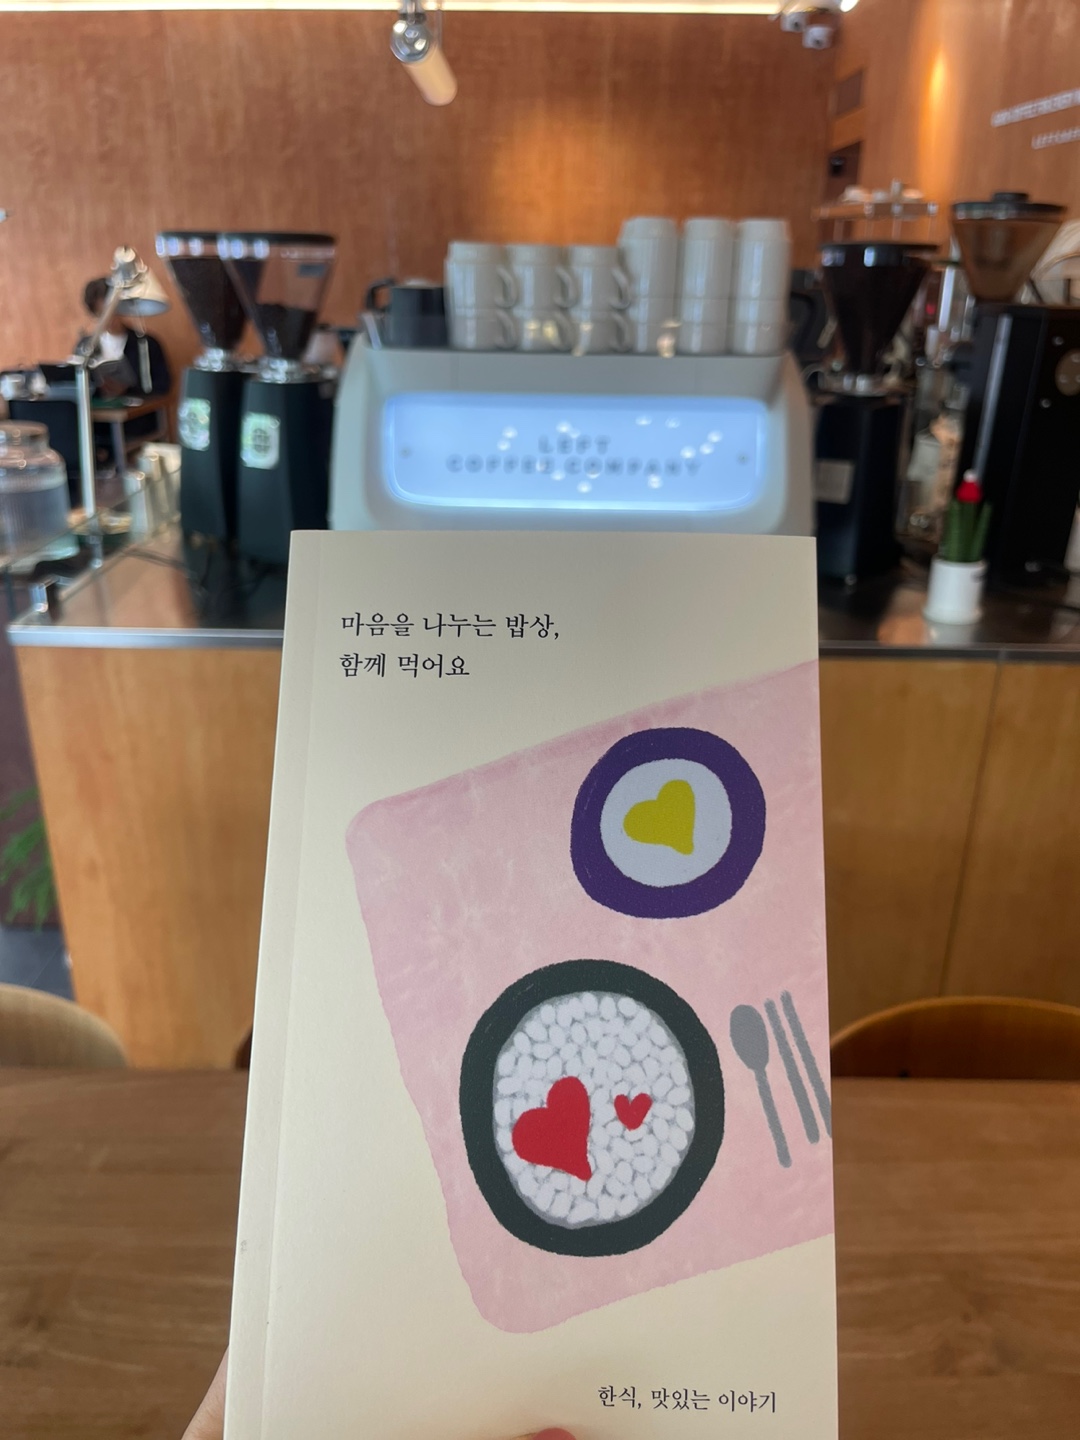 LEFT
COFFEE COMPANY
마음을 나누는 밥상,
함께 먹어요
한식, 맛있는 이야기